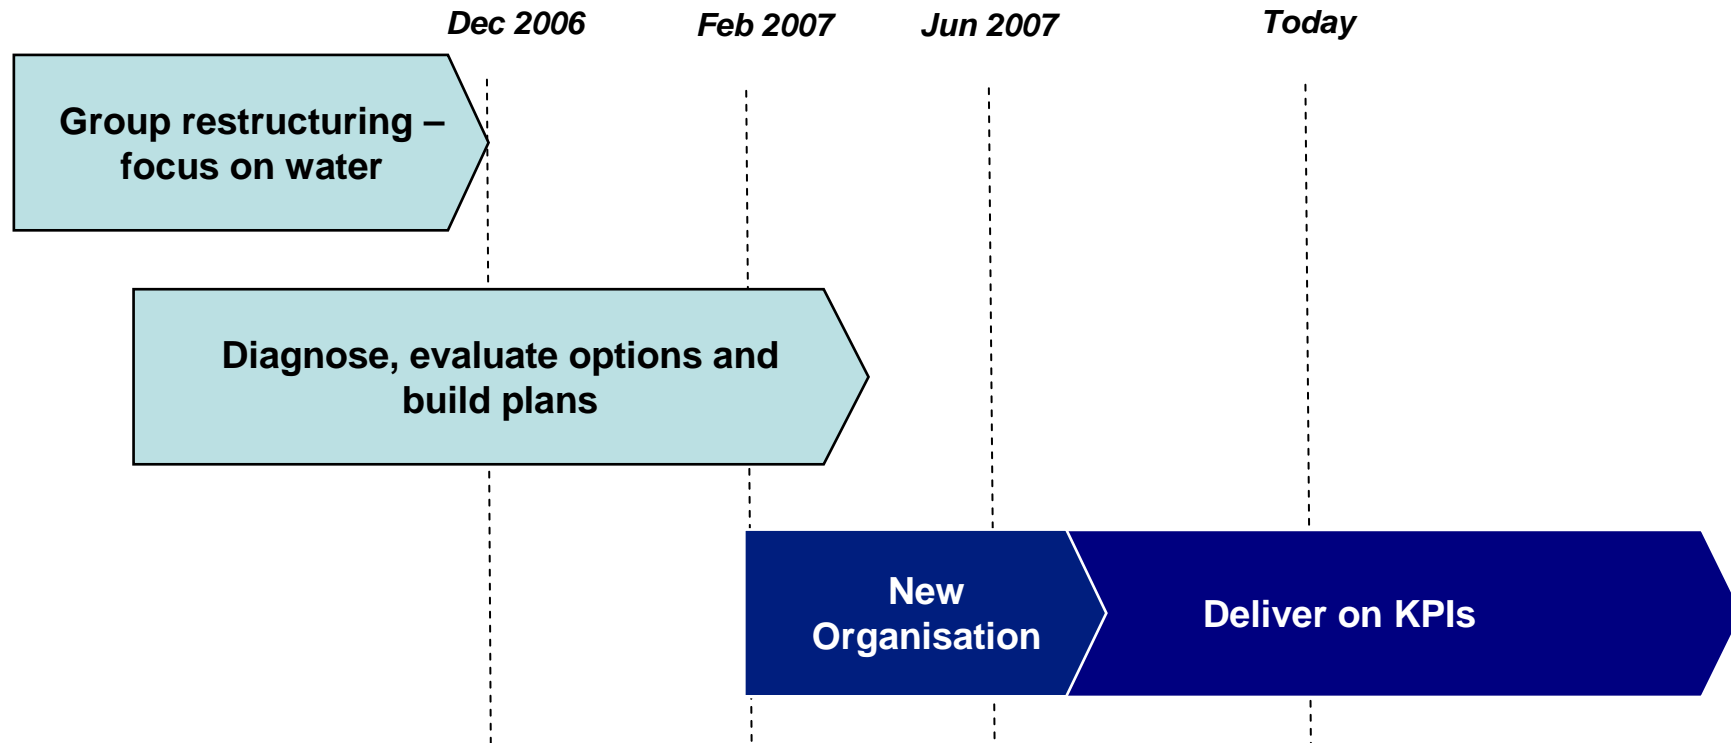 Dec 2006
Feb 2007
Jun 2007
Today
Group restructuring –
focus on water
Diagnose, evaluate options and
build plans
New
Organisation
Deliver on KPIs